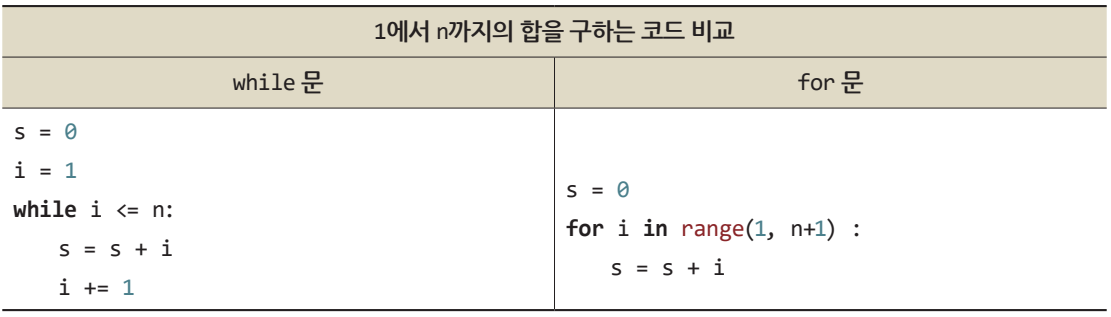 1에서 n까지의 합을 구하는 코드 비교
while 문
for 문
s = 0
i = 1
while i <= n:
    s = s + i
    i += 1
s = 0
for i in range(1, n+1) :
    s = s + i